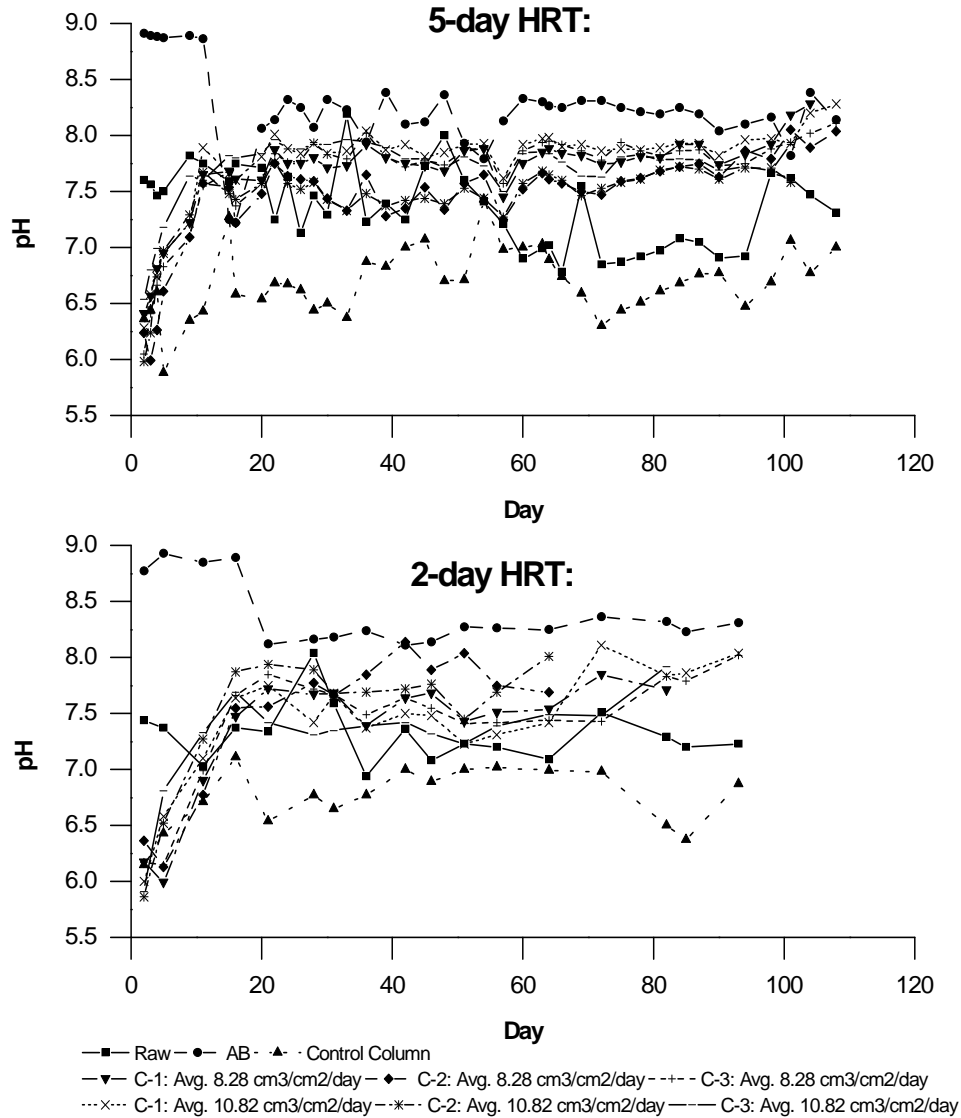 5-day HRT:
9.0
8.5
8.0
7.5
7.0
6.5
6.0
5.5
pH
0 20 40 60 80 100 120
Day
2-day HRT:
9.0
8.5
8.0
7.5
7.0
6.5
6.0
5.5
pH
0 20 40 60 80 100 120
Day
Raw AB Control Column
C-1: Avg. 8.28 cm3/cm2/day C-2: Avg. 8.28 cm3/cm2/day C-3: Avg. 8.28 cm3/cm2/day
C-1: Avg. 10.82 cm3/cm2/day C-2: Avg. 10.82 cm3/cm2/day C-3: Avg. 10.82 cm3/cm2/day